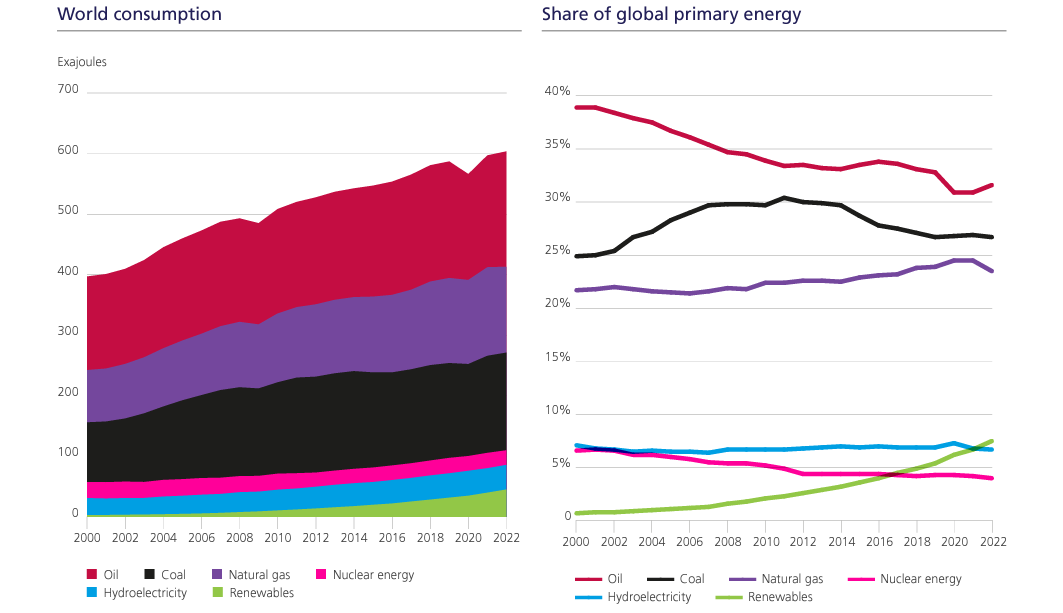 World consumption
Exajoules
700
600
500
400
300
200
100
0
2000 2002 2004 2006 2008 2010 2012 2014 2016 2018 2020 2022
Oil Coal Natural gas Nuclear energy
Hydroelectricity Renewables
Share of global primary energy
40%
35%
30%
25%
20%
15%
10%
5%
0
2000 2002 2004 2006 2008 2010 2012 2014 2016 2018 2020 2022
Oil Coal Natural gas Nuclear energy
Hydroelectricity Renewables